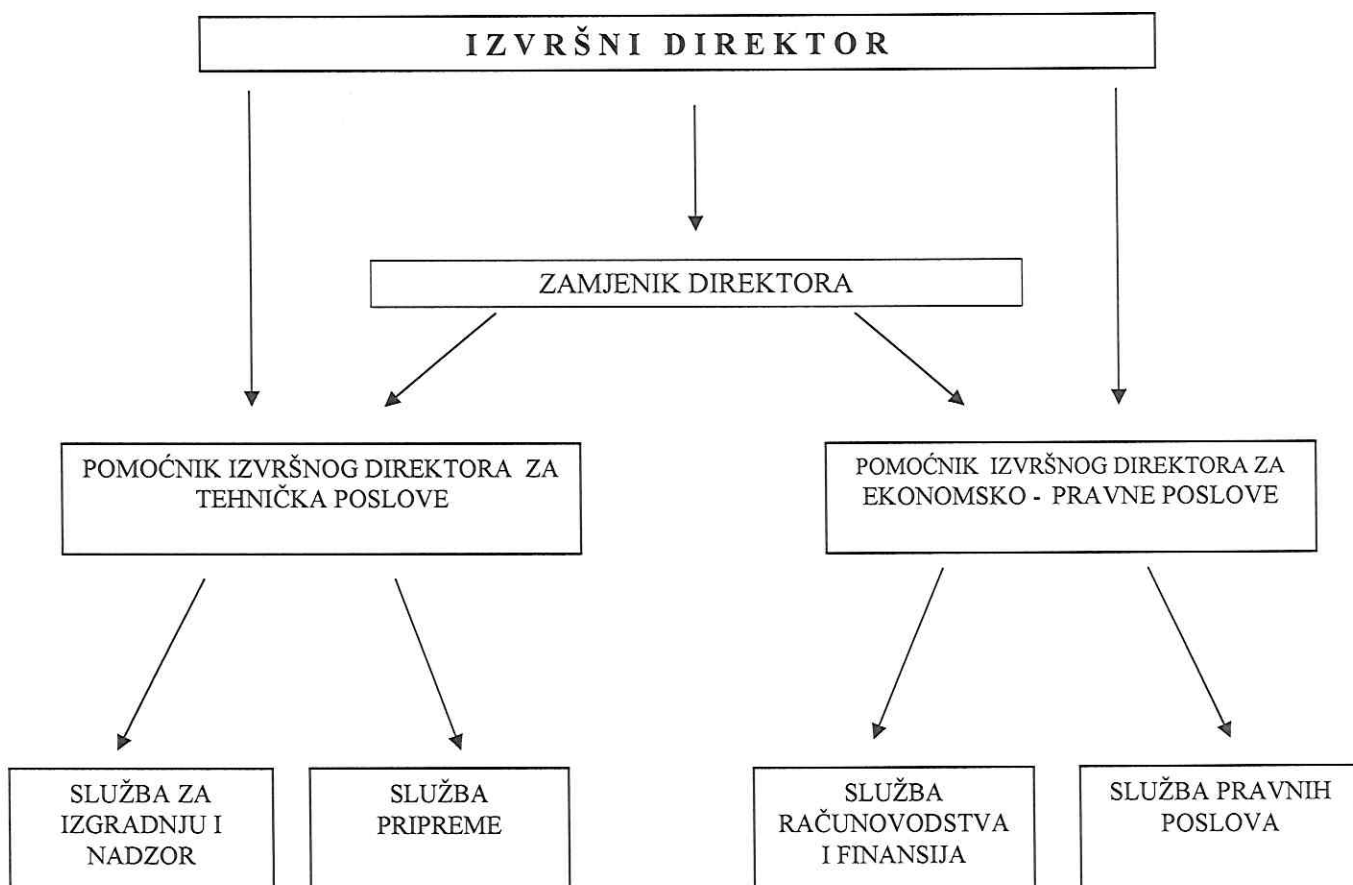 IZVRŠNI DIREKTOR
ZAMJENIK DIREKTORA
POMOĆNIK IZVRŠNOG DIREKTORA ZA
TEHNIČKA POSLOVE
POMOĆNIK IZVRŠNOG DIREKTORA ZA
EKONOMSKO - PRAVNE POSLOVE
SLUŽBA ZA
IZGRADNJU I
NADZOR
SLUŽBA
PRIPREME
SLUŽBA
RAČUNOVODSTVA
I FINANSIJA
SLUŽBA PRAVNIH
POSLOVA